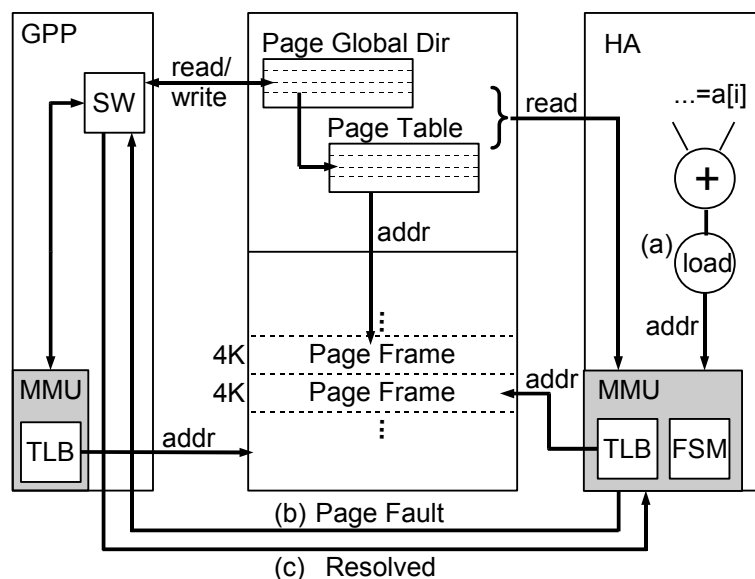 GPP
Page Global Dir
HA
read/
write
SW
read
...=a[i]
Page Table
+
addr
(a)
load
addr
...
4K
Page Frame
addr
MMU
4K
Page Frame
MMU
...
TLB
addr
TLB
FSM
(b) Page Fault
(c) Resolved